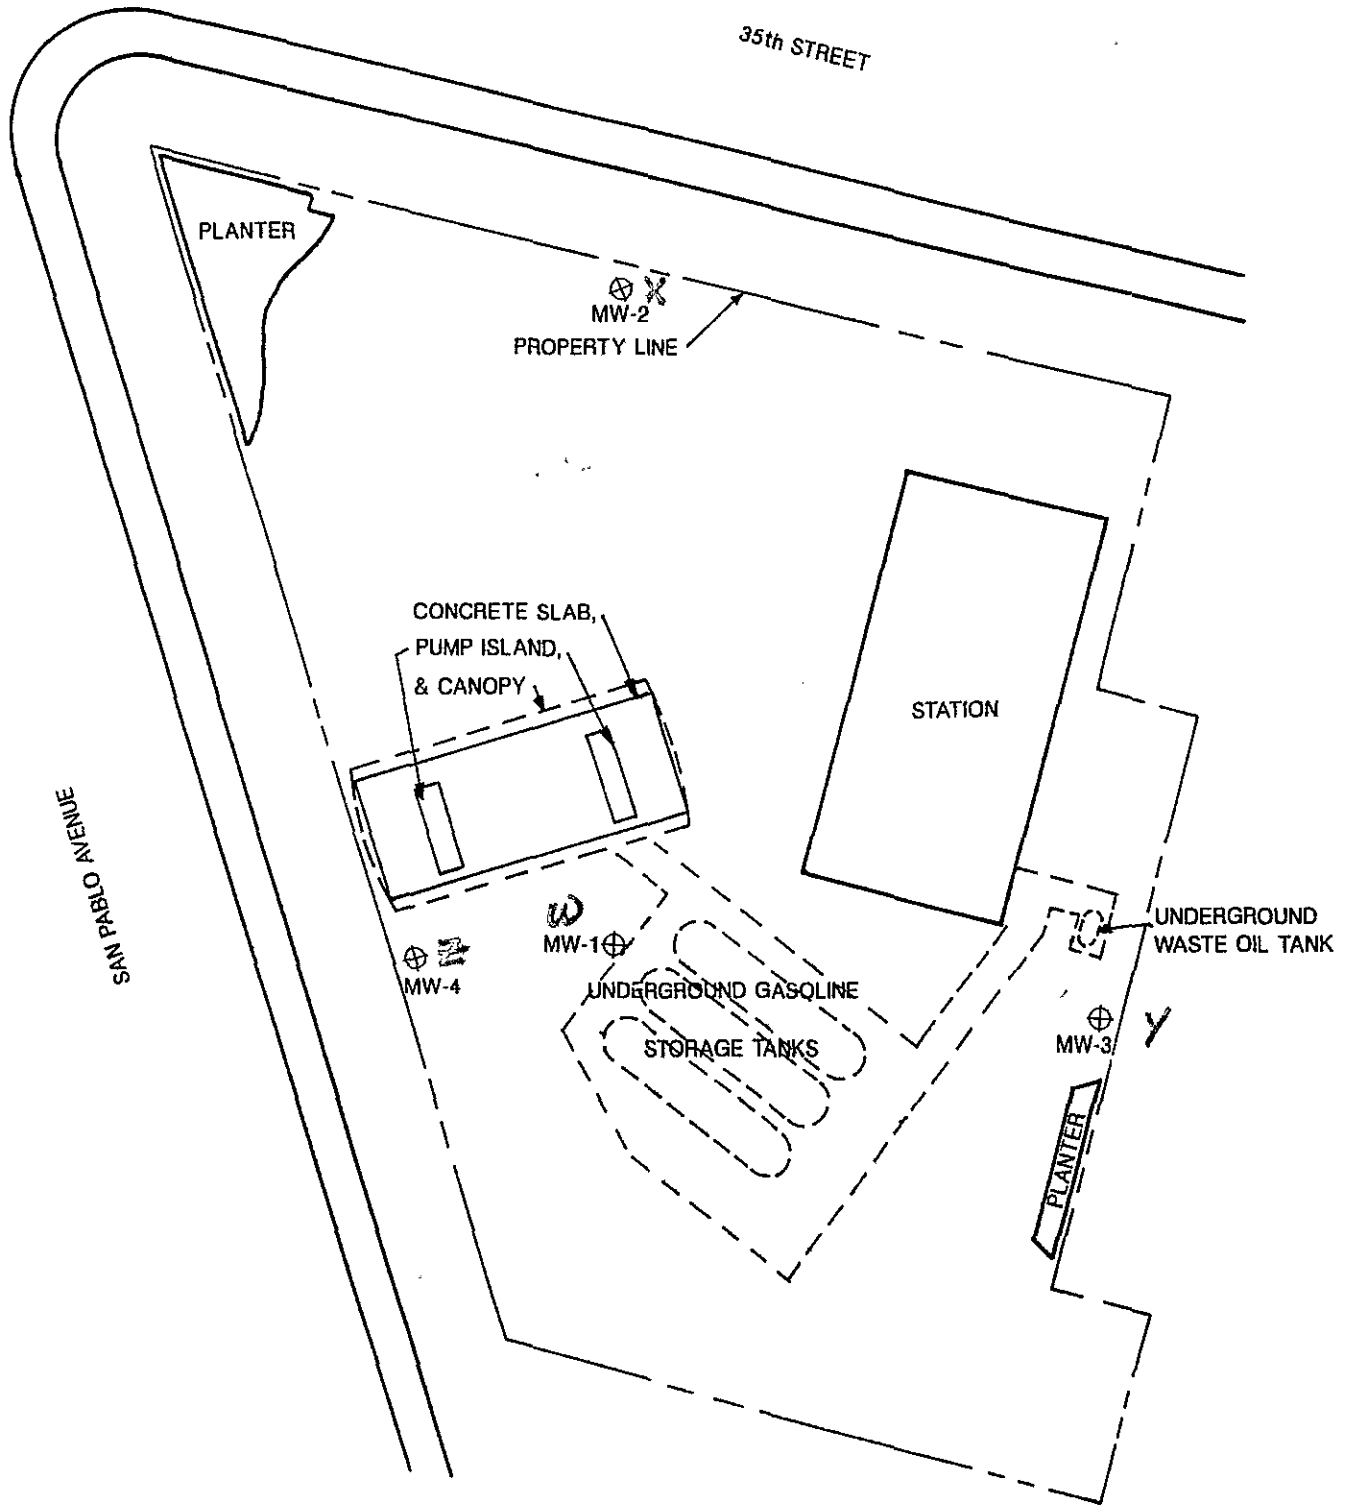 35th STREET
PLANTER
X
MW-2
PROPERTY LINE
CONCRETE SLAB,
PUMP ISLAND,
& CANOPY
STATION
SAN PABLO AVENUE
W
MW-1
Z
MW-4
UNDERGROUND
WASTE OIL TANK
UNDERGROUND GASOLINE
STORAGE TANKS
MW-3
Y
PLANTER